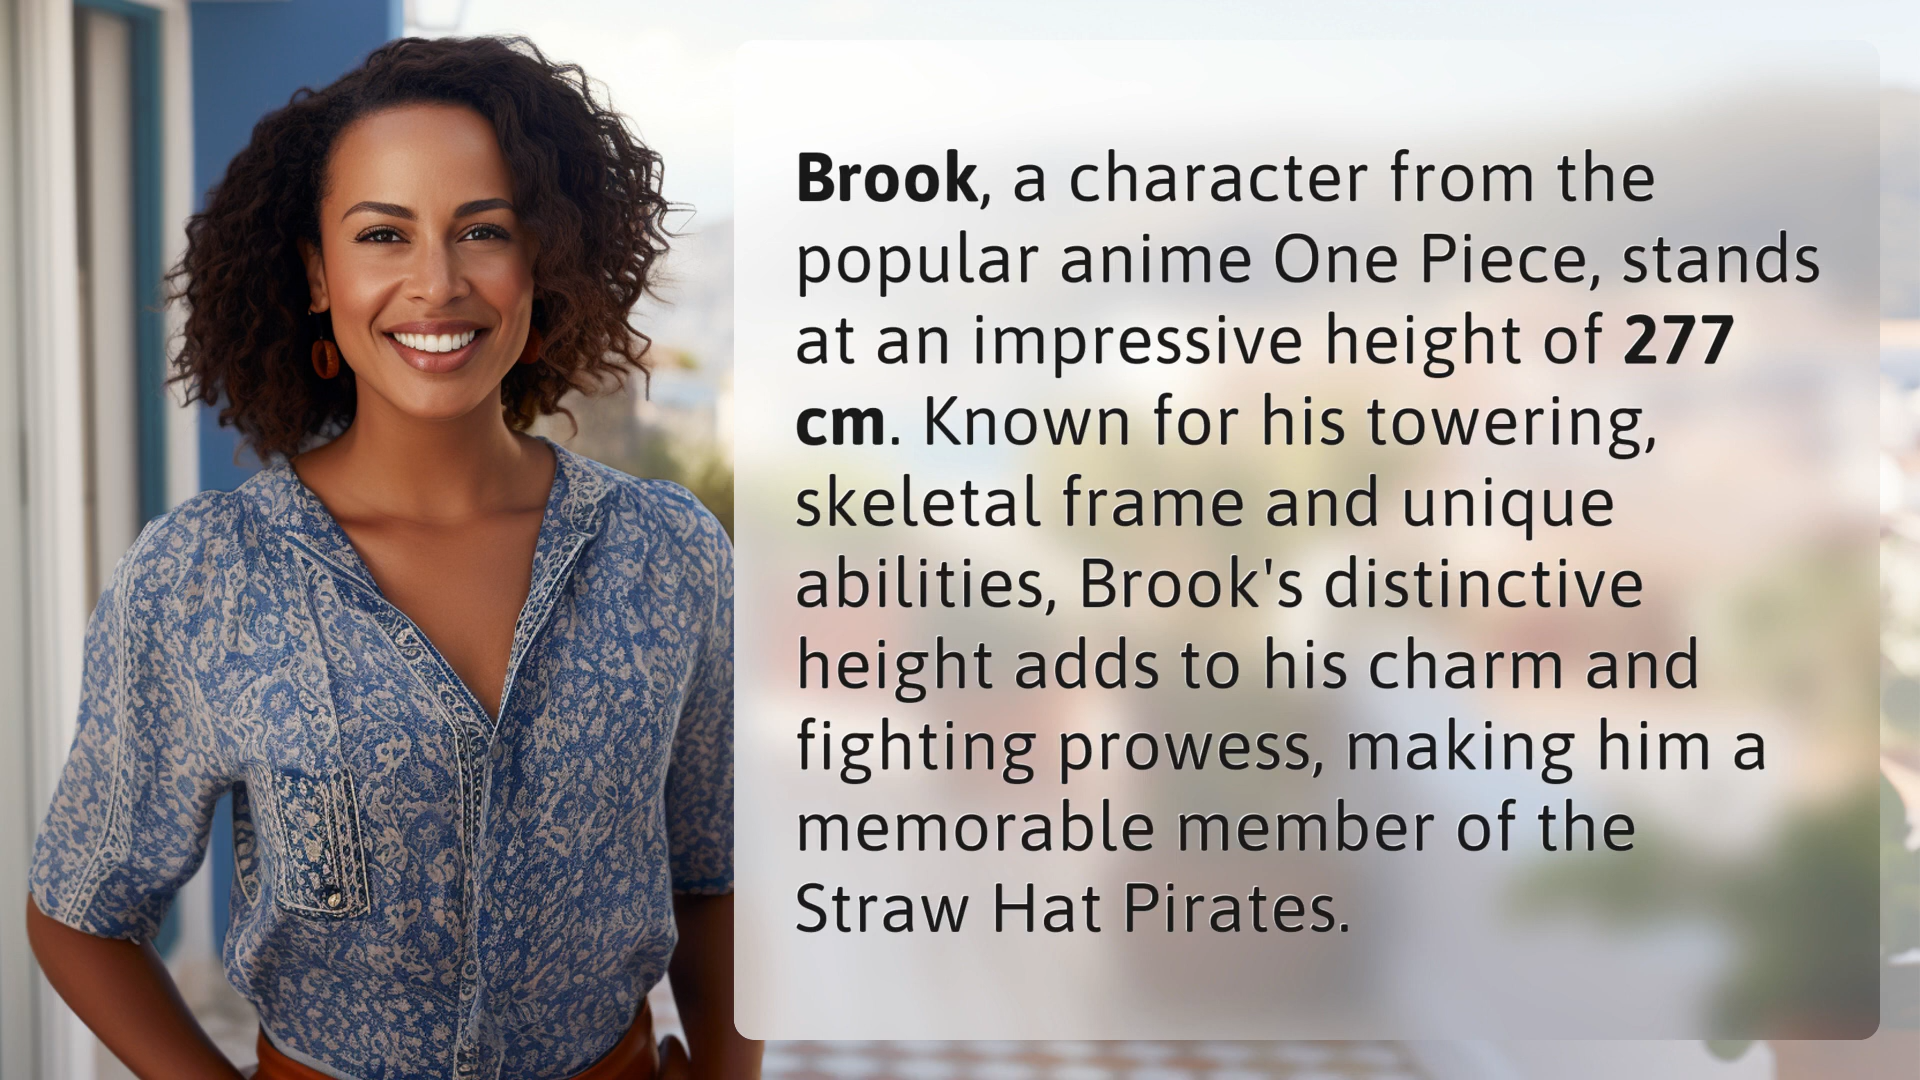 Brook, a character from the
popular anime One Piece, stands
at an impressive height of 277
cm. Known for his towering,
skeletal frame and unique
abilities, Brook's distinctive
height adds to his charm and
fighting prowess, making him a
memorable member of the
Straw Hat Pirates.